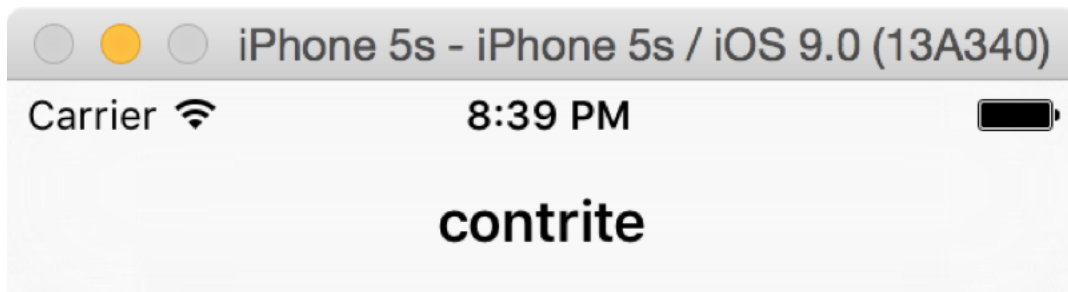 iPhone 5s - iPhone 5s / iOS 9.0 (13A340)
Carrier 8:39 PM
contrite